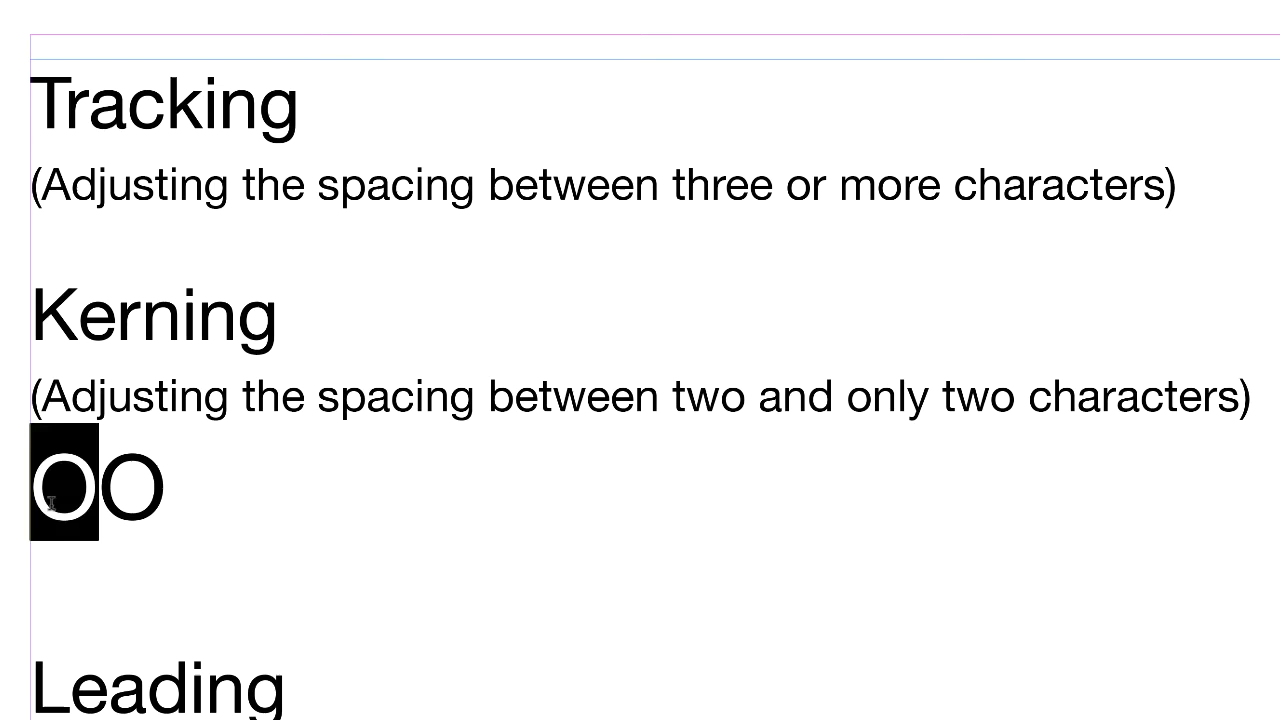 Tracking
(Adjusting the spacing between three or more characters)
Kerning
(Adjusting the spacing between two and only two characters)
OO
Leading